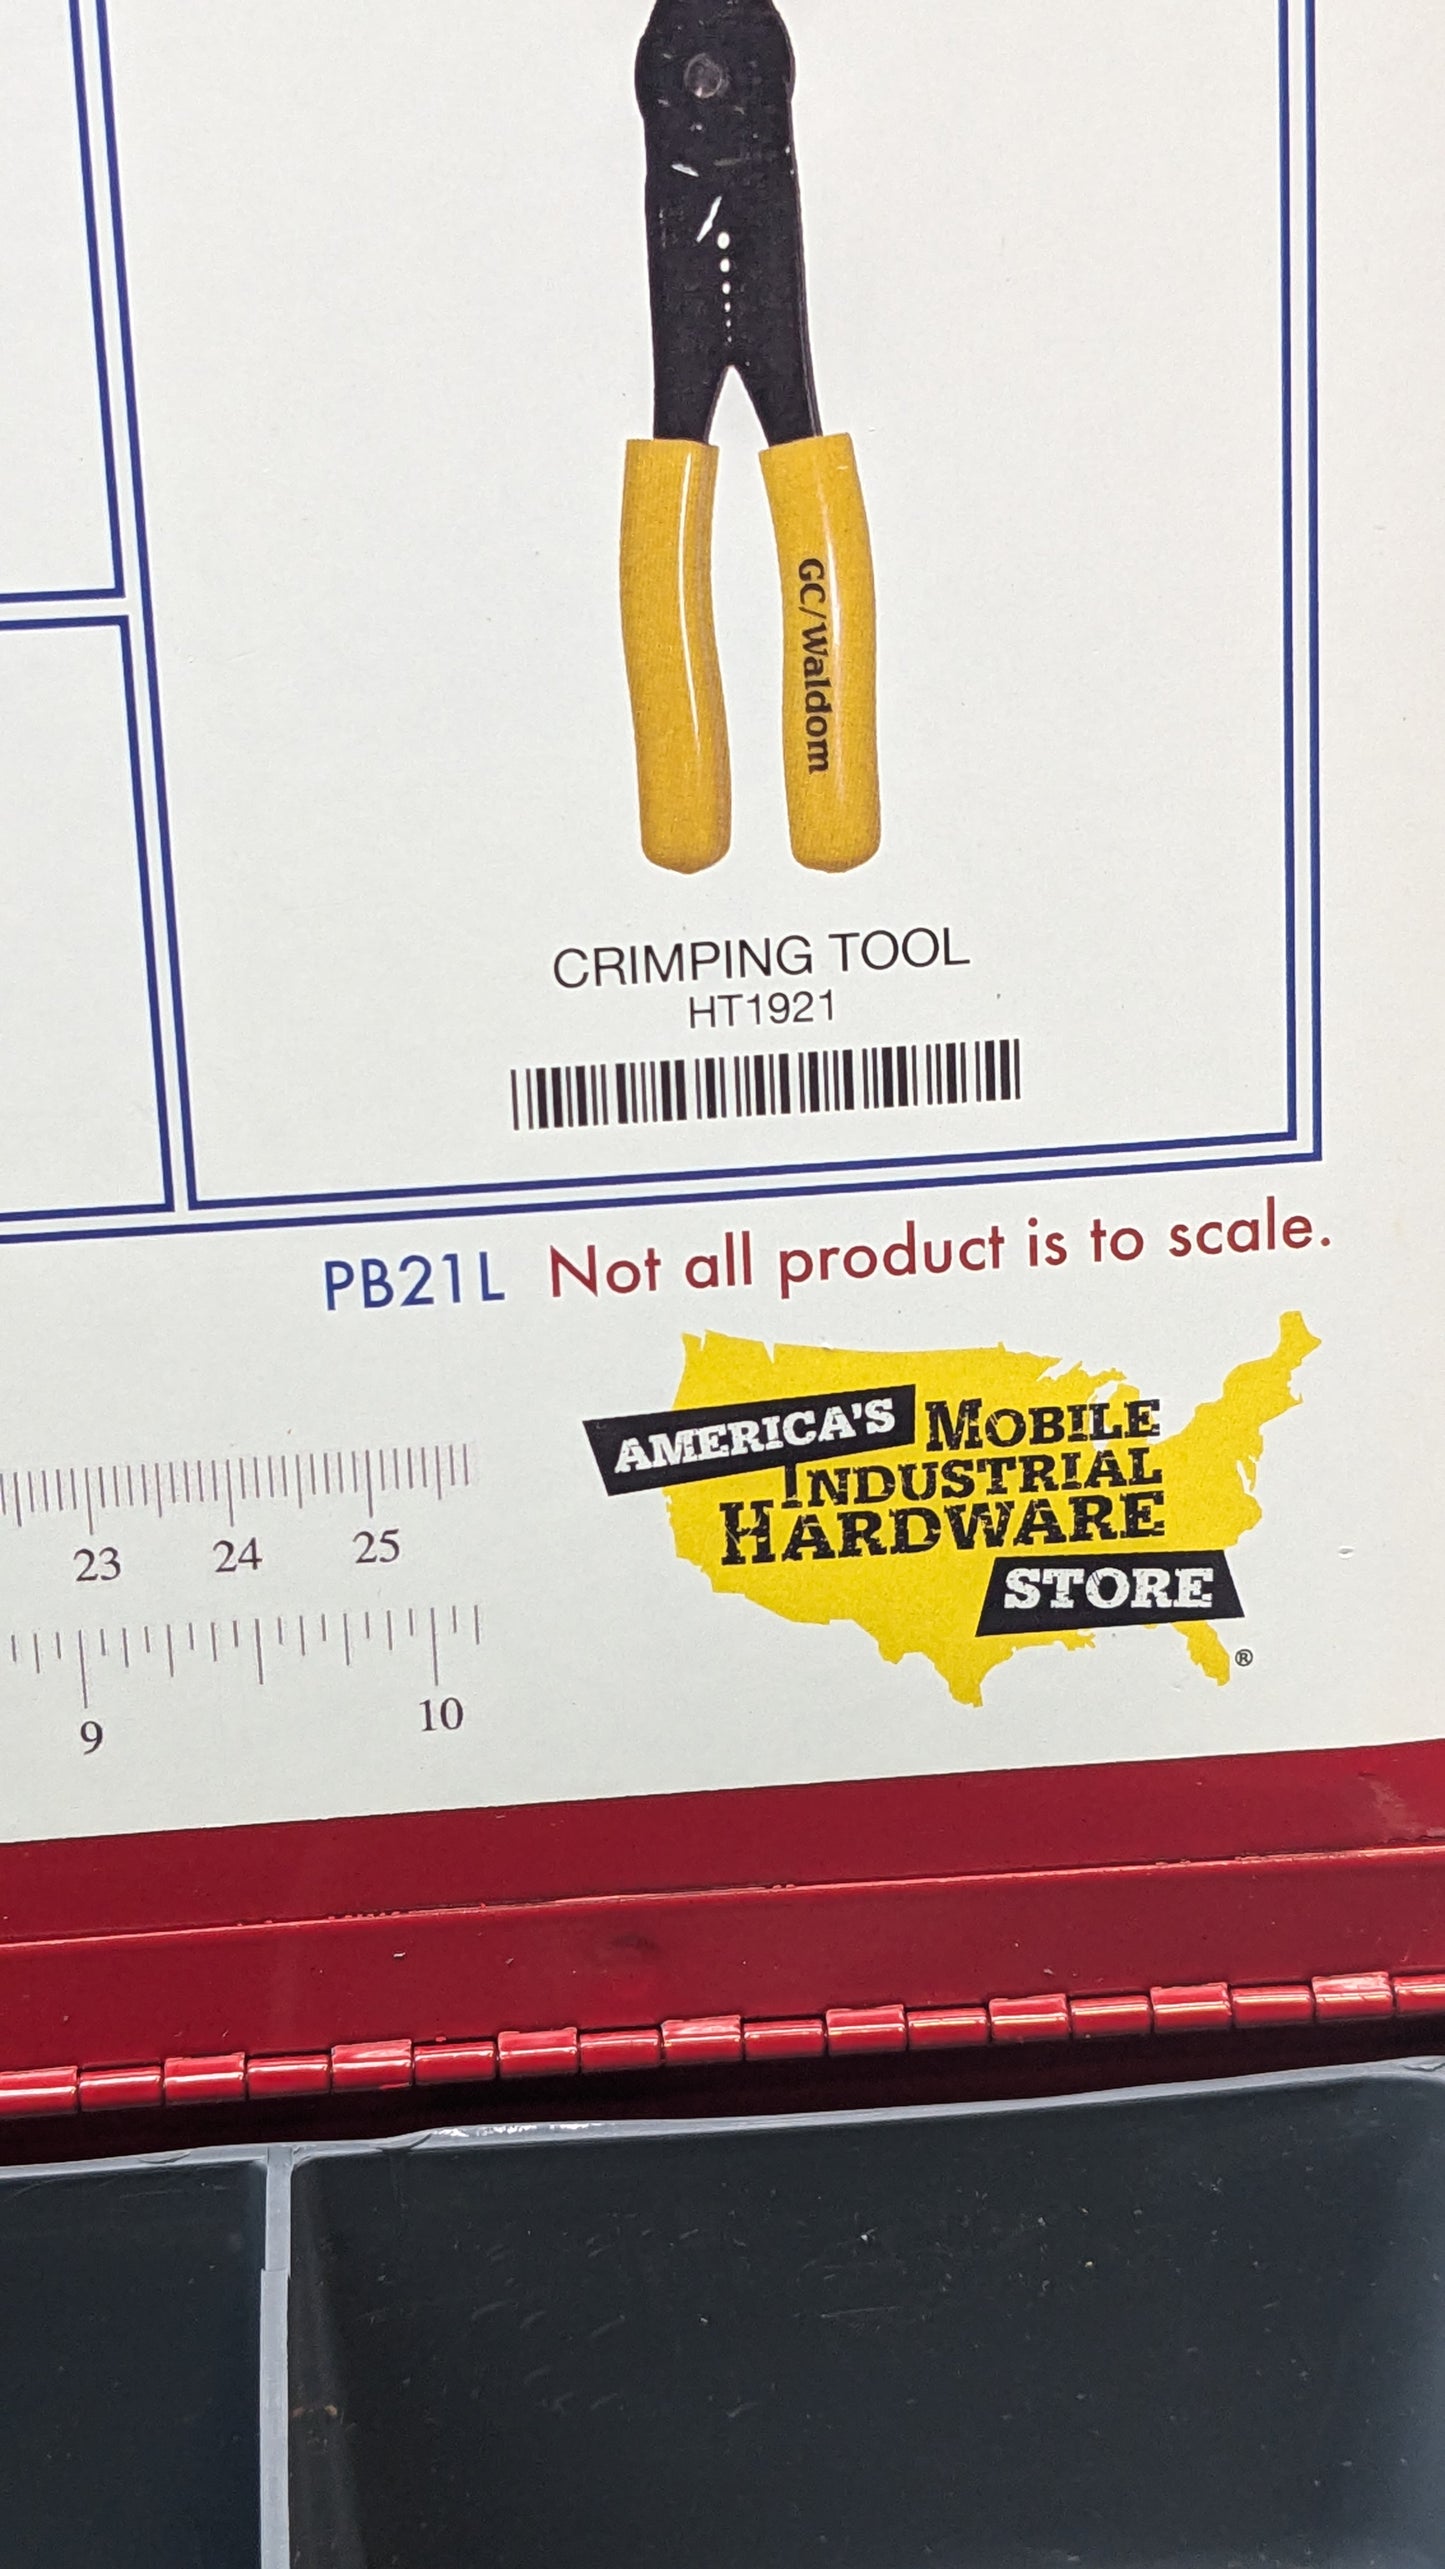 GC/Waldom
CRIMPING TOOL
HT1921
PB21L Not all product is to scale.
AMERICA'S MOBILE
INDUSTRIAL
HARDWARE
STORE
®
23 24 25
9 10